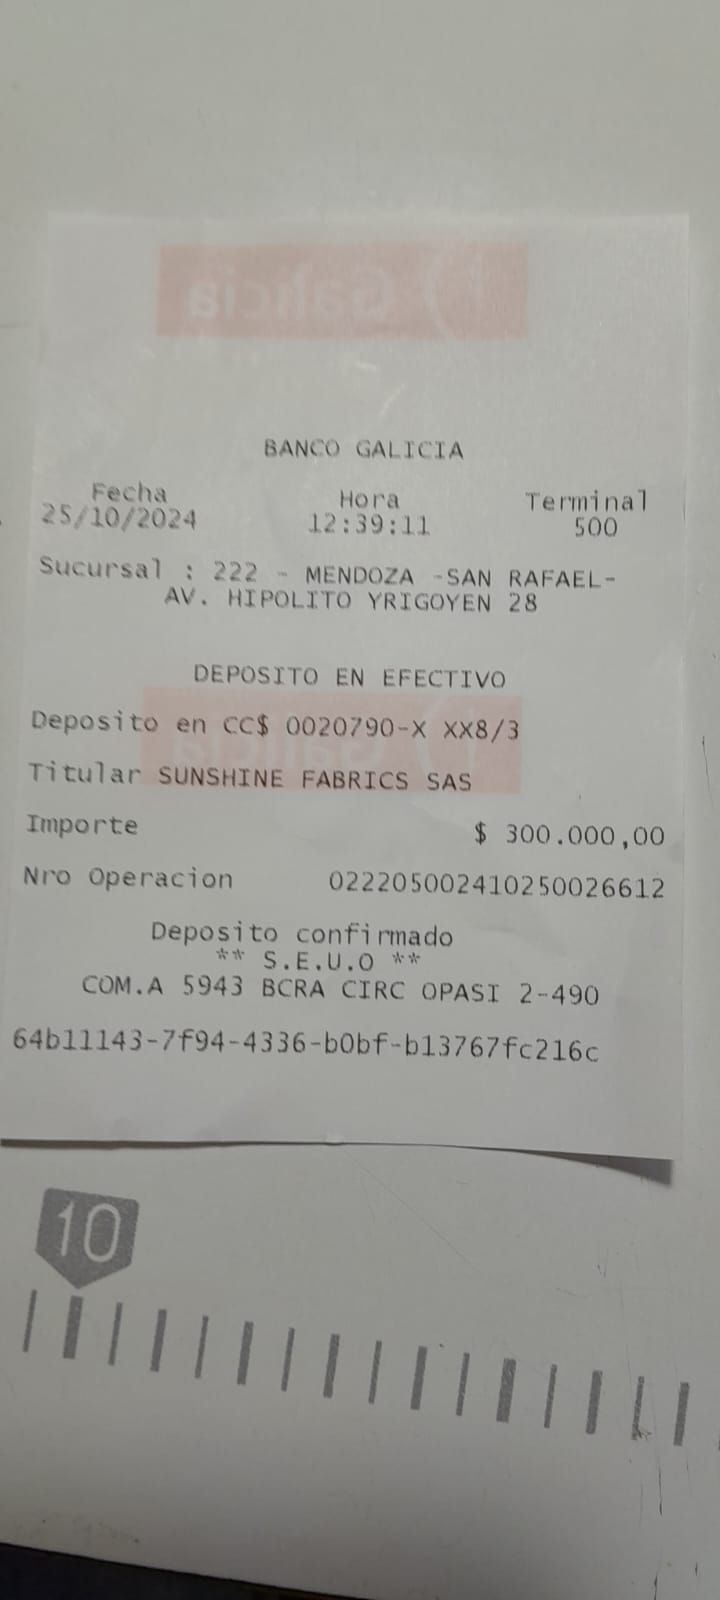 Galicia
BANCO GALICIA
Fecha Hora Terminal
25/10/2024 12:39:11 500
Sucursal : 222 - MENDOZA -SAN RAFAEL-
AV. HIPOLITO YRIGOYEN 28
DEPOSITO EN EFECTIVO
Deposito en CC$ 0020790-X XX8/3
Galicia
Titular SUNSHINE FABRICS SAS
Importe $ 300.000,00
Nro Operacion 022205002410250026612
Deposito confirmado
** S.E.U.O **
COM.A 5943 BCRA CIRC OPASI 2-490
64b11143-7f94-4336-b0bf-b13767fc216c
10